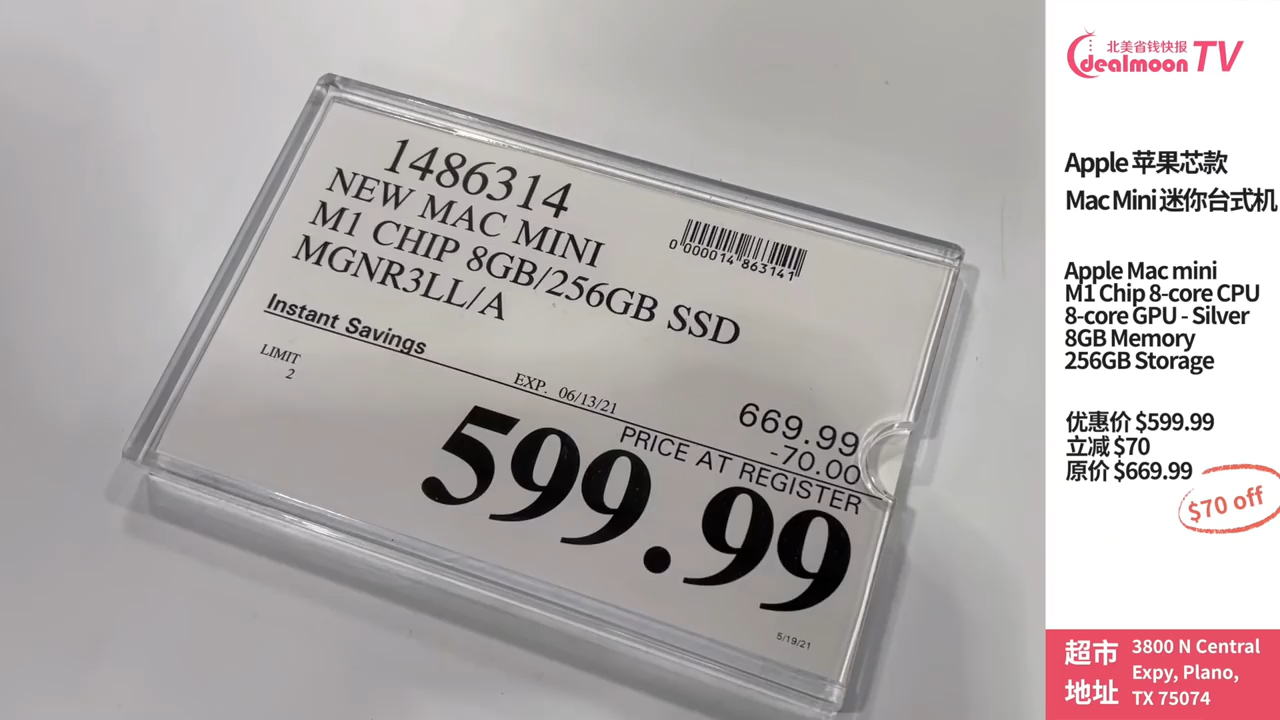 1486314
NEW MAC MINI
M1 CHIP 8GB/256GB SSD
MGNR3LL/A
0 000014 863141
Instant Savings
LIMIT
2
EXP. 06/13/21
669.99
-70.00
PRICE AT REGISTER
599.99
5/19/21
北美省钱快报
dealmoon TV
Apple 苹果芯款
Mac Mini 迷你台式机
Apple Mac mini
M1 Chip 8-core CPU
8-core GPU - Silver
8GB Memory
256GB Storage
优惠价 $599.99
立减 $70
原价 $669.99
$70 off
超市
地址
3800 N Central
Expy, Plano,
TX 75074